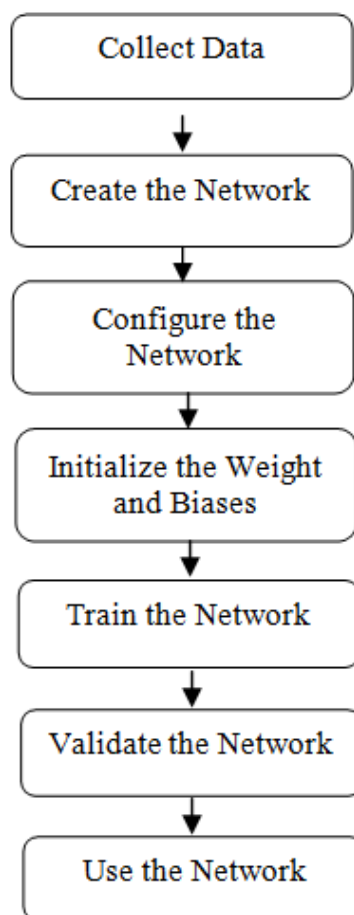 Collect Data
Create the Network
Configure the
Network
Initialize the Weight
and Biases
Train the Network
Validate the Network
Use the Network